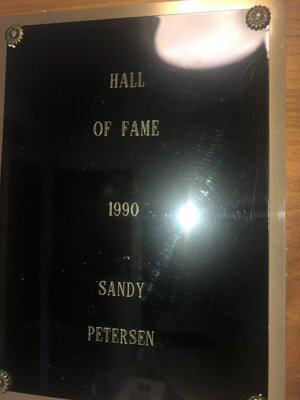 HALL
OF FAME
1990
SANDY
PETERSEN